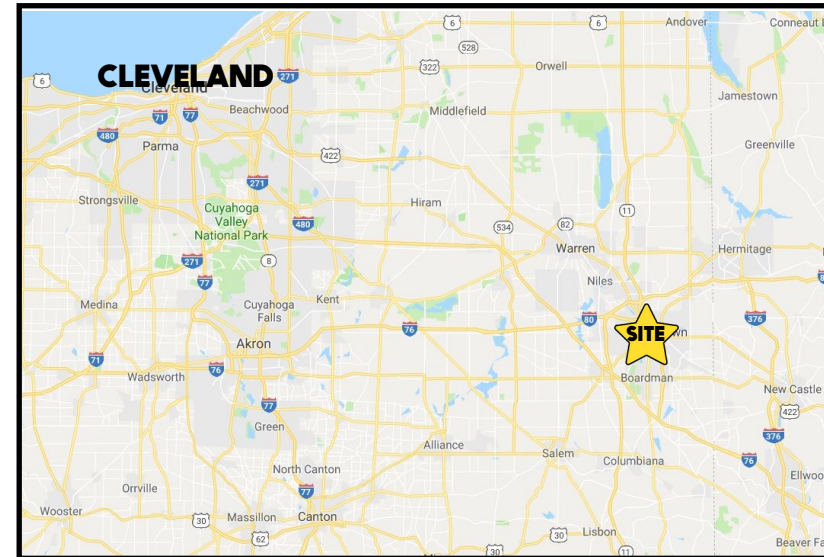 6
6
Andover
Conneaut L
528
322
Orwell
CLEVELAND
271
6
Cleveland
Jamestown
Beachwood
Middlefield
71
77
480
Parma
Greenville
422
271
Strongsville
Hiram
Cuyahoga
Valley
National Park
11
480
534
82
Warren
Hermitage
8
271
77
Niles
Medina
Cuyahoga
Falls
Kent
80
376
76
SITE
wn
Akron
71
76
Wadsworth
Boardman
New Castle
77
422
Green
376
Alliance
Salem
76
Columbiana
North Canton
Ellwoo
Orrville
77
Wooster
30
Massillon
Canton
62
30
Lisbon
30
11
Beaver Fa